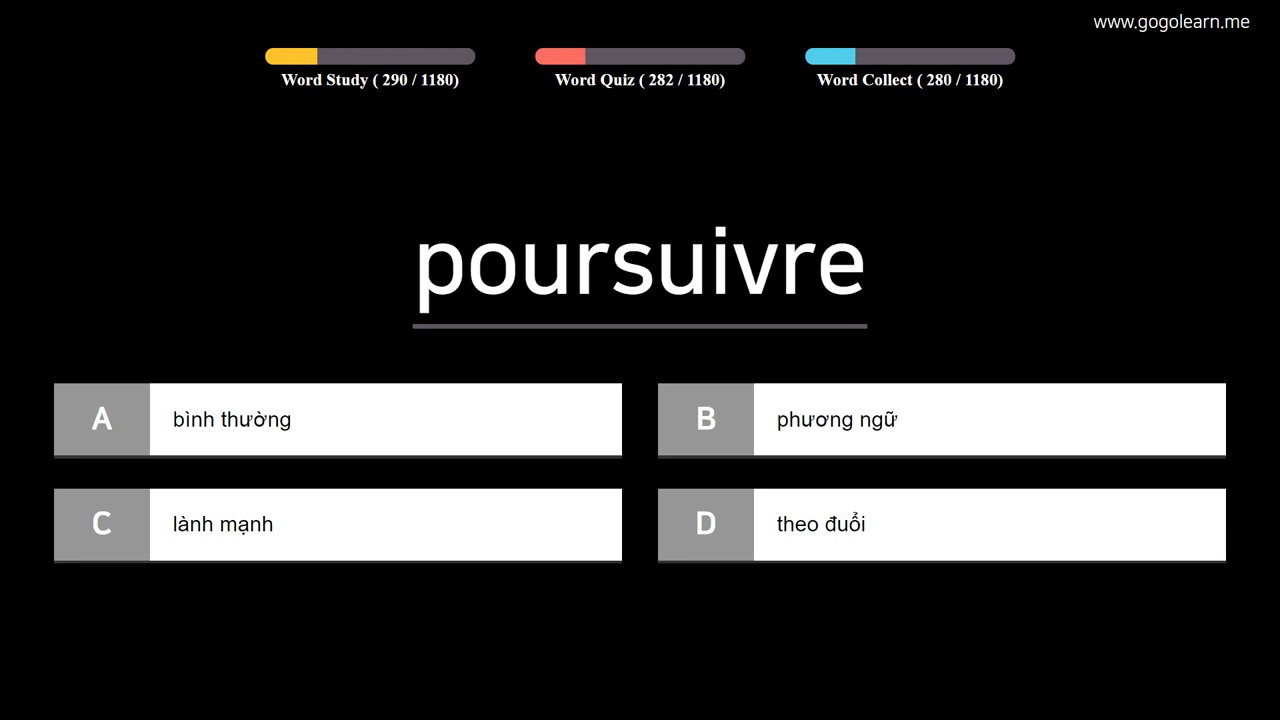 www.gogolearn.me
Word Study ( 290 / 1180)
Word Quiz ( 282 / 1180)
Word Collect ( 280 / 1180)
poursuivre
A
bình thường
B
phương ngữ
C
lành mạnh
D
theo đuổi